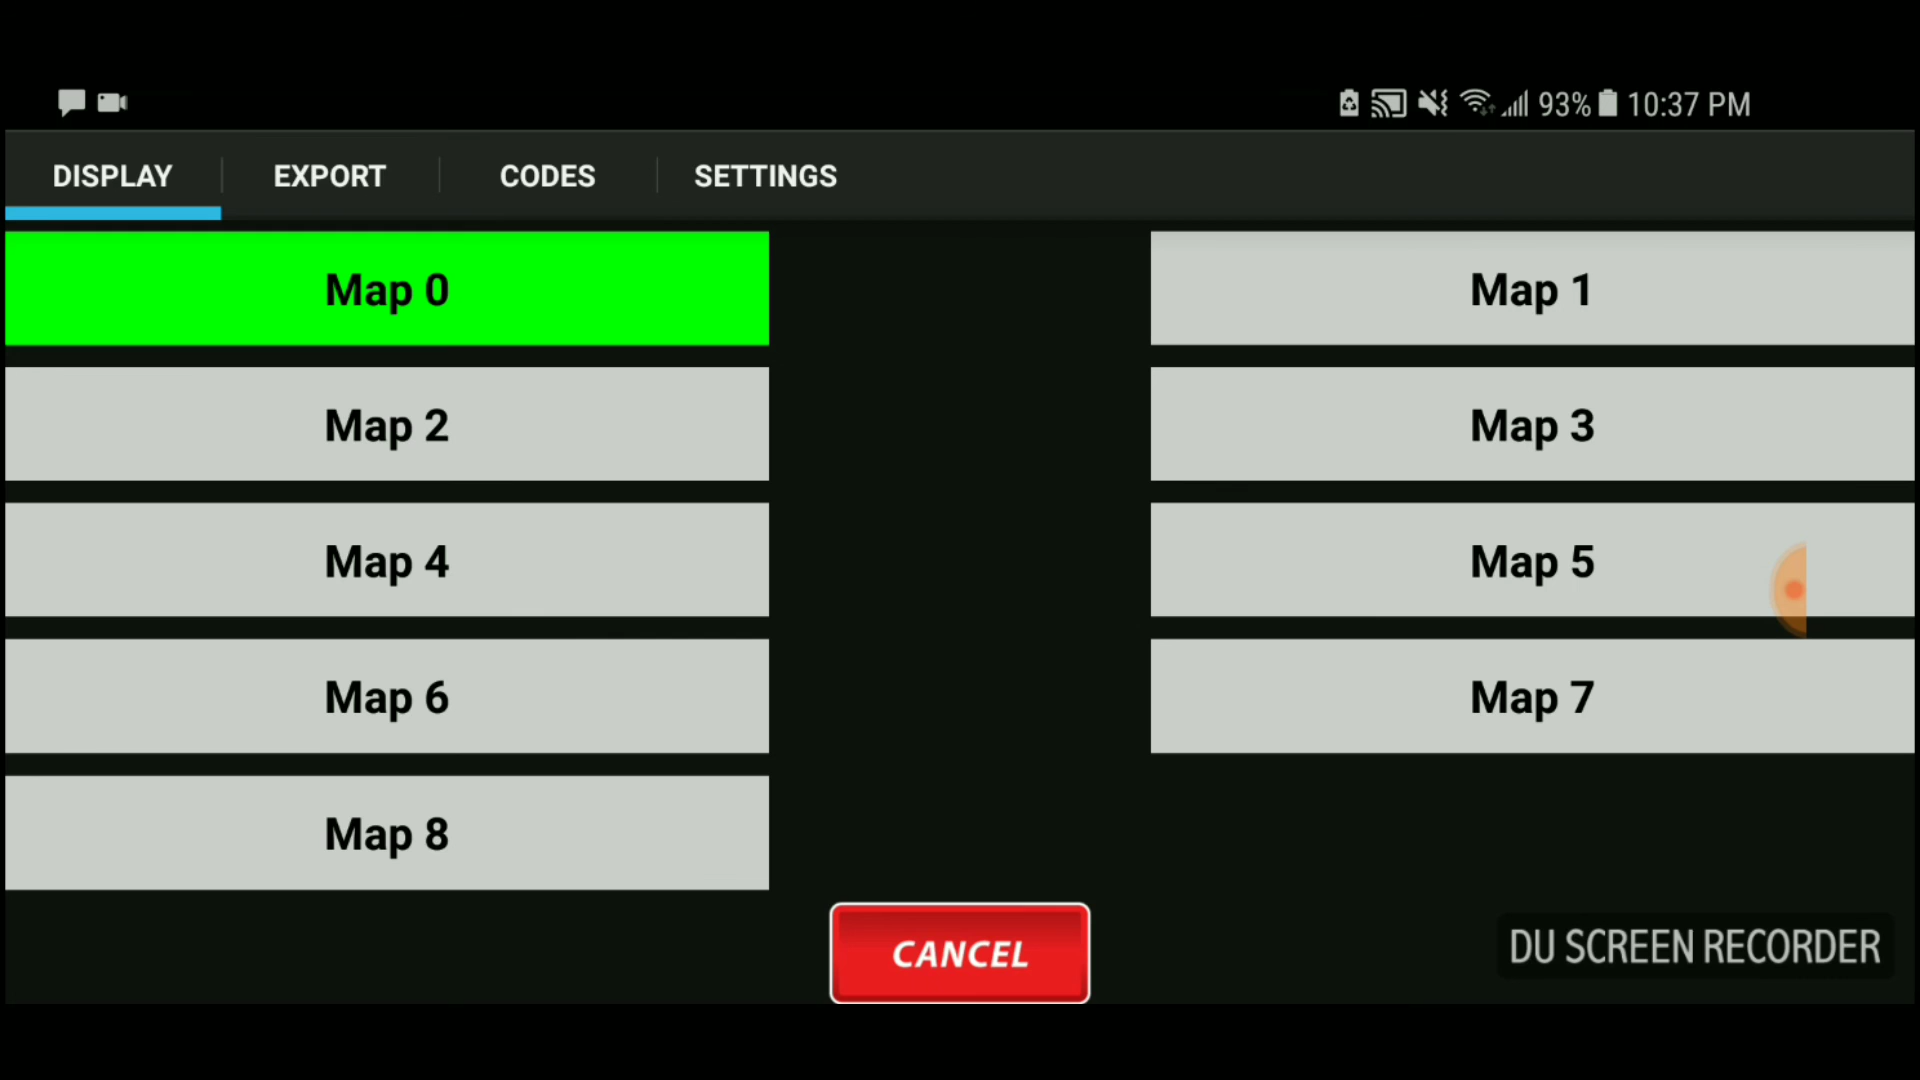 93% 10:37 PM
DISPLAY EXPORT CODES SETTINGS
Map 0 Map 1
Map 2 Map 3
Map 4 Map 5
Map 6 Map 7
Map 8
CANCEL
DU SCREEN RECORDER